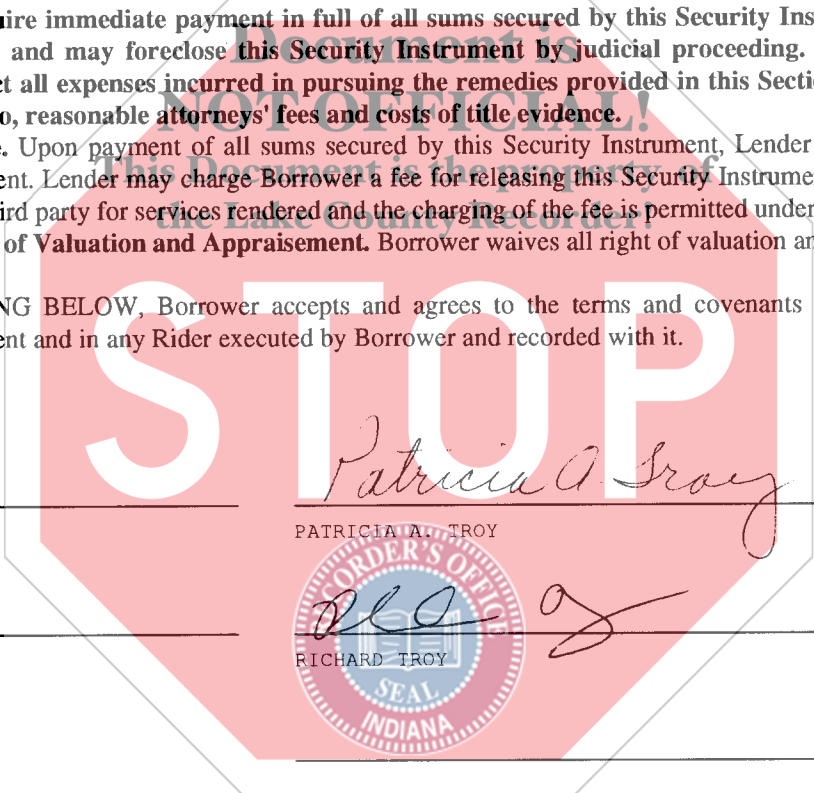 ire immediate payment in full of all sums secured by this Security Ins
and may foreclose this Security Instrument by judicial proceeding.
Document is
t all expenses incurred in pursuing the remedies provided in this Secti
NOT OFFICIAL!
o, reasonable attorneys' fees and costs of title evidence.
. Upon payment of all sums secured by this Security Instrument, Lender
This Document is the property of
ent. Lender may charge Borrower a fee for releasing this Security Instrume
the Lake County Recorder!
ird party for services rendered and the charging of the fee is permitted under
of Valuation and Appraisement. Borrower waives all right of valuation an
NG BELOW, Borrower accepts and agrees to the terms and covenants
ent and in any Rider executed by Borrower and recorded with it.
STOP
Patricia A Troy
PATRICIA A. TROY
RICHARD TROY
CORDER'S OFFICE
SEAL
INDIANA